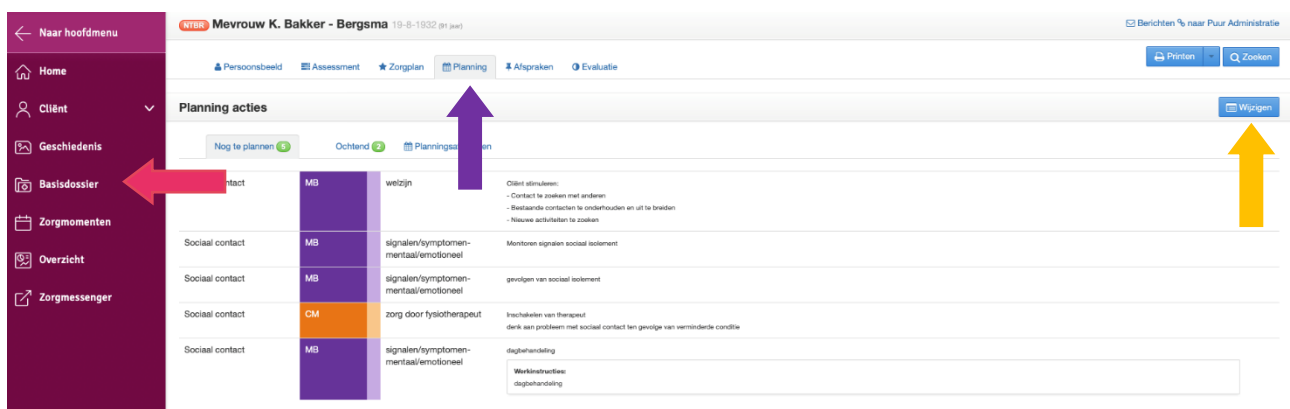 Naar hoofdmenu
NTBR Mevrouw K. Bakker - Bergsma 19-8-1932 (91 jaar)
Berichten naar Puur Administratie
Home
Cliënt
Geschiedenis
Basisdossier
Zorgmomenten
Overzicht
Zorgmessenger
Persoonsbeeld Assessment Zorgplan Planning Afspraken Evaluatie
Printen Zoeken
Planning acties
Wijzigen
Nog te plannen 5 Ochtend 2
MB welzijn Cliënt stimuleren:
- Contact te zoeken met anderen
- Bestaande contacten te onderhouden en uit te breiden
- Nieuwe activiteiten te zoeken
Sociaal contact MB signalen/symptomen- Monitoren signalen sociaal isolement
mentaal/emotioneel
Sociaal contact MB signalen/symptomen- gevolgen van sociaal isolement
mentaal/emotioneel
Sociaal contact CM zorg door fysiotherapeut Inschakelen van therapeut
denk aan probleem met sociaal contact ten gevolge van verminderde conditie
Sociaal contact MB signalen/symptomen- dagbehandeling
mentaal/emotioneel
Werkinstructies:
dagbehandeling